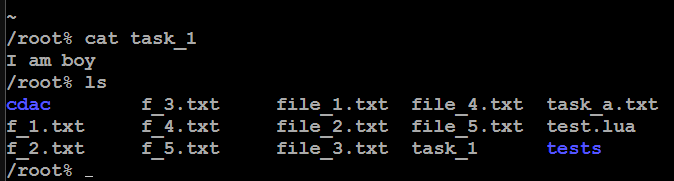 ~
/root% cat task_1
I am boy
/root% ls
cdac f_3.txt file_1.txt file_4.txt task_a.txt
f_1.txt f_4.txt file_2.txt file_5.txt test.lua
f_2.txt f_5.txt file_3.txt task_1 tests
/root% _